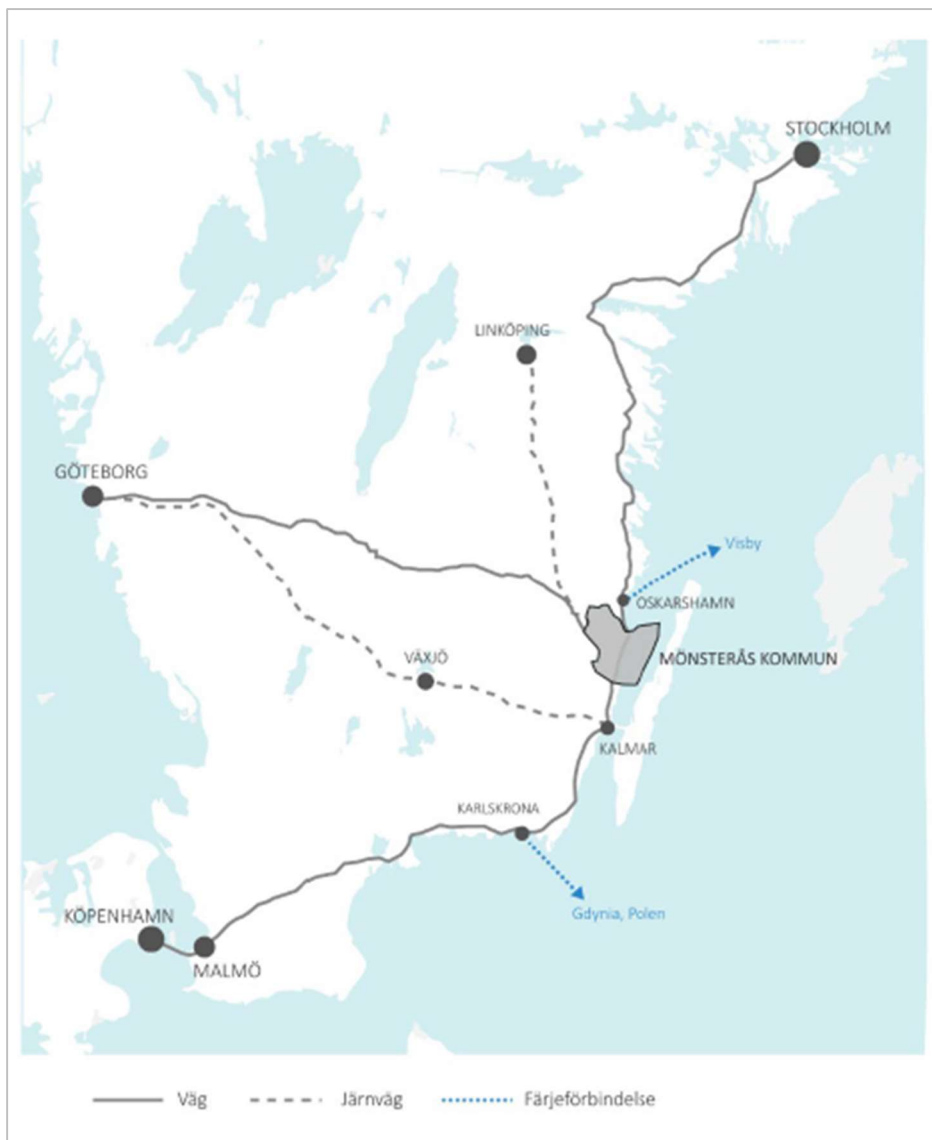 STOCKHOLM
LINKÖPING
GÖTEBORG
Visby
OSKARSHAMN
MÖNSTERÅS KOMMUN
VÄXJÖ
KALMAR
KARLSKRONA
Gdynia, Polen
KÖPENHAMN
MALMÖ
Väg Järnväg Färjeförbindelse